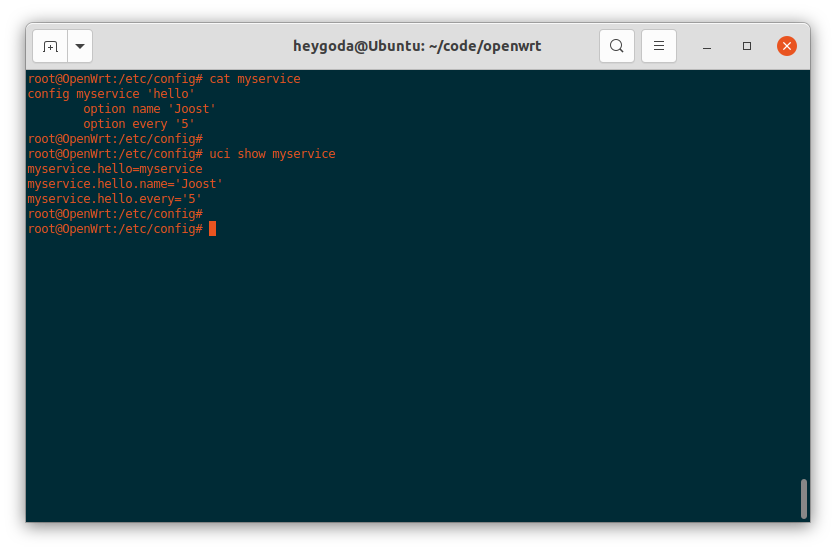 heygoda@Ubuntu: ~/code/openwrt
root@OpenWrt:/etc/config# cat myservice
config myservice 'hello'
        option name 'Joost'
        option every '5'
root@OpenWrt:/etc/config#
root@OpenWrt:/etc/config# uci show myservice
myservice.hello=myservice
myservice.hello.name='Joost'
myservice.hello.every='5'
root@OpenWrt:/etc/config#
root@OpenWrt:/etc/config#